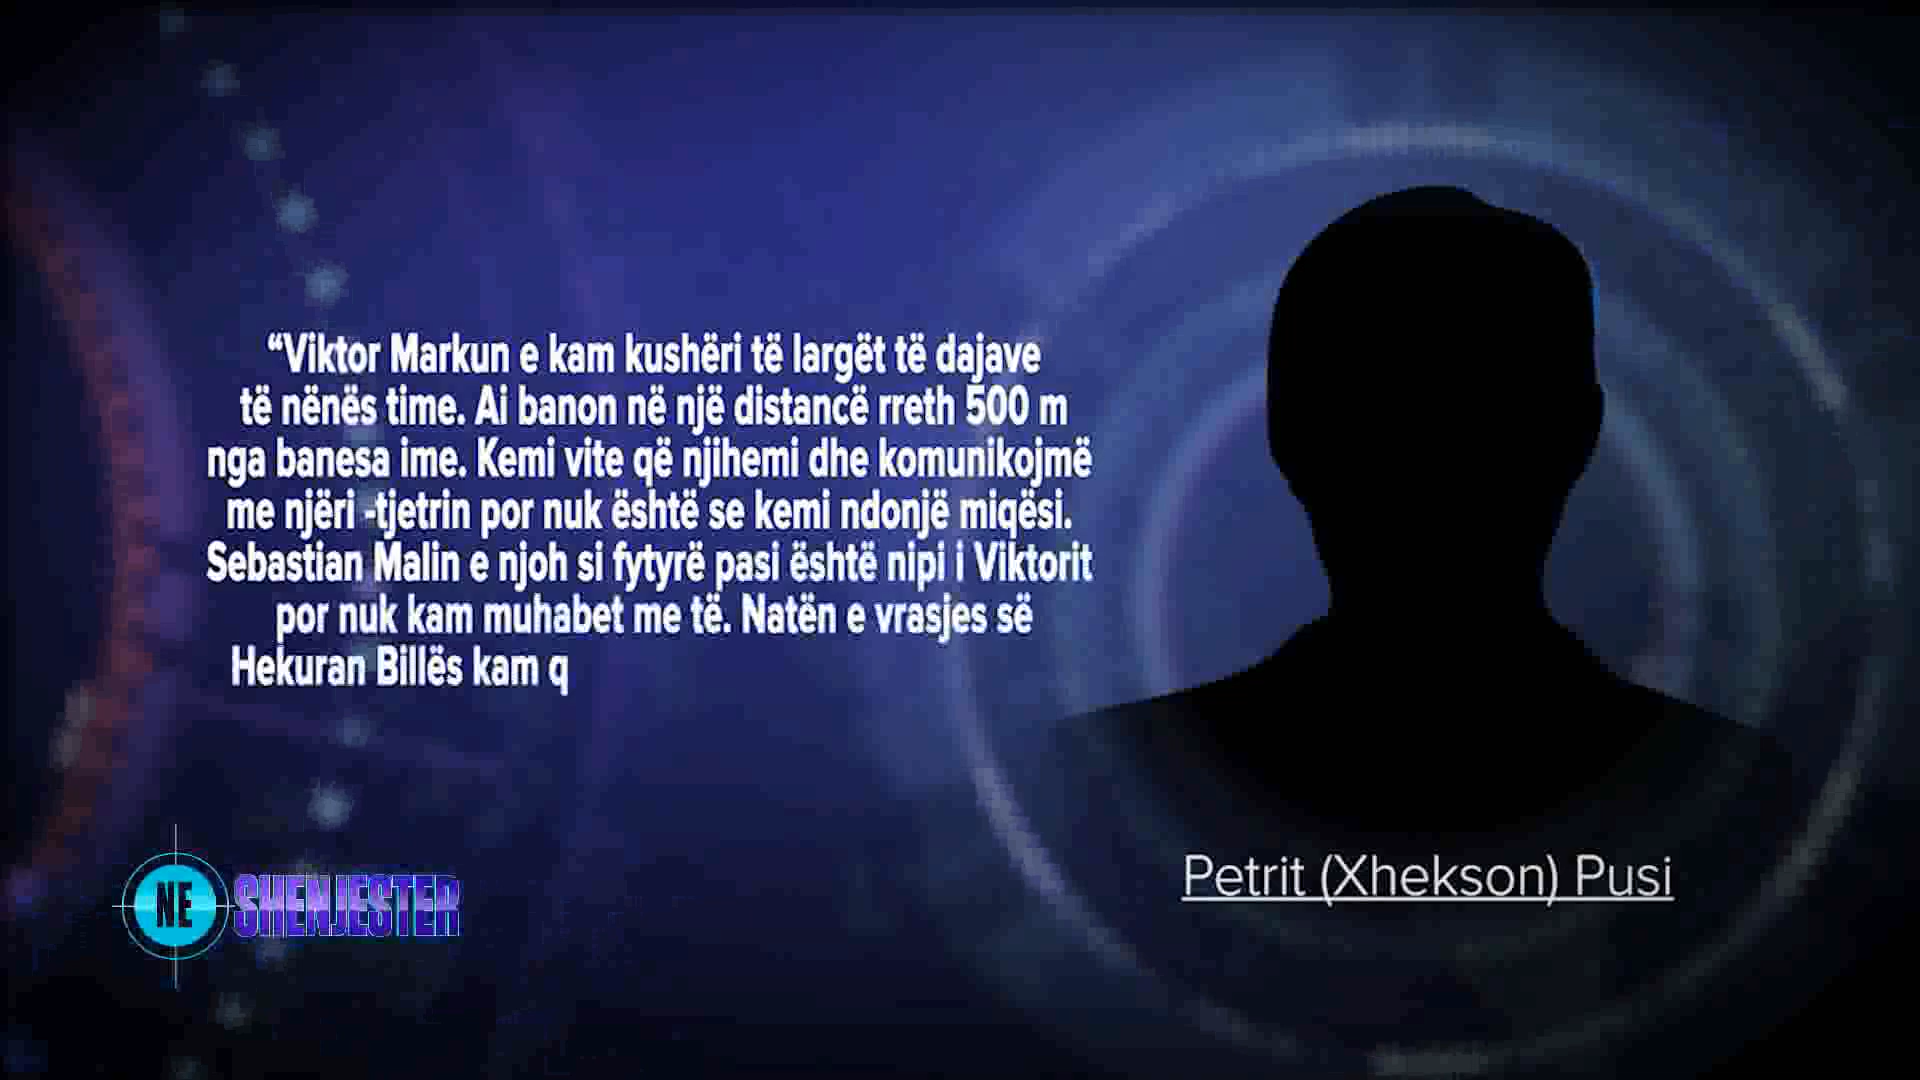 “Viktor Markun e kam kushëri të largët të dajave
të nënës time. Ai banon në një distancë rreth 500 m
nga banesa ime. Kemi vite që njihemi dhe komunikojmë
me njëri -tjetrin por nuk është se kemi ndonjë miqësi.
Sebastian Malin e njoh si fytyrë pasi është nipi i Viktorit
por nuk kam muhabet me të. Natën e vrasjes së
Hekuran Billës kam q
Petrit (Xhekson) Pusi
NE SHENJESTER